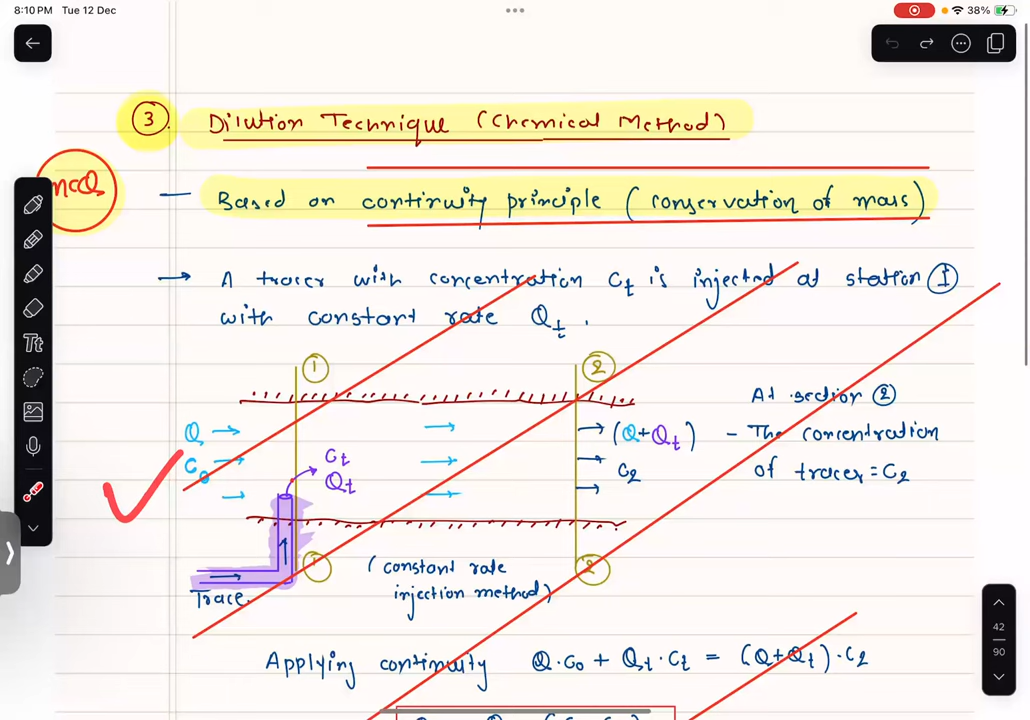 8:10 PM Tue 12 Dec
38%
③. Dilution Technique (Chemical Method)
MCQ
— Based on continuity principle (conservation of mass)
→ A tracer with concentration Ct is injected at station ①
with constant rate Qt.
① ②
At section ②
Q → → → (Q+Qt) – The concentration
C0 → Ct → → C2 of tracer = C2
→ Qt → →
① (constant rate ②
injection method)
Trace
Tt
42
90
Applying continuity Q·C0 + Qt·Ct = (Q+Qt)·C2